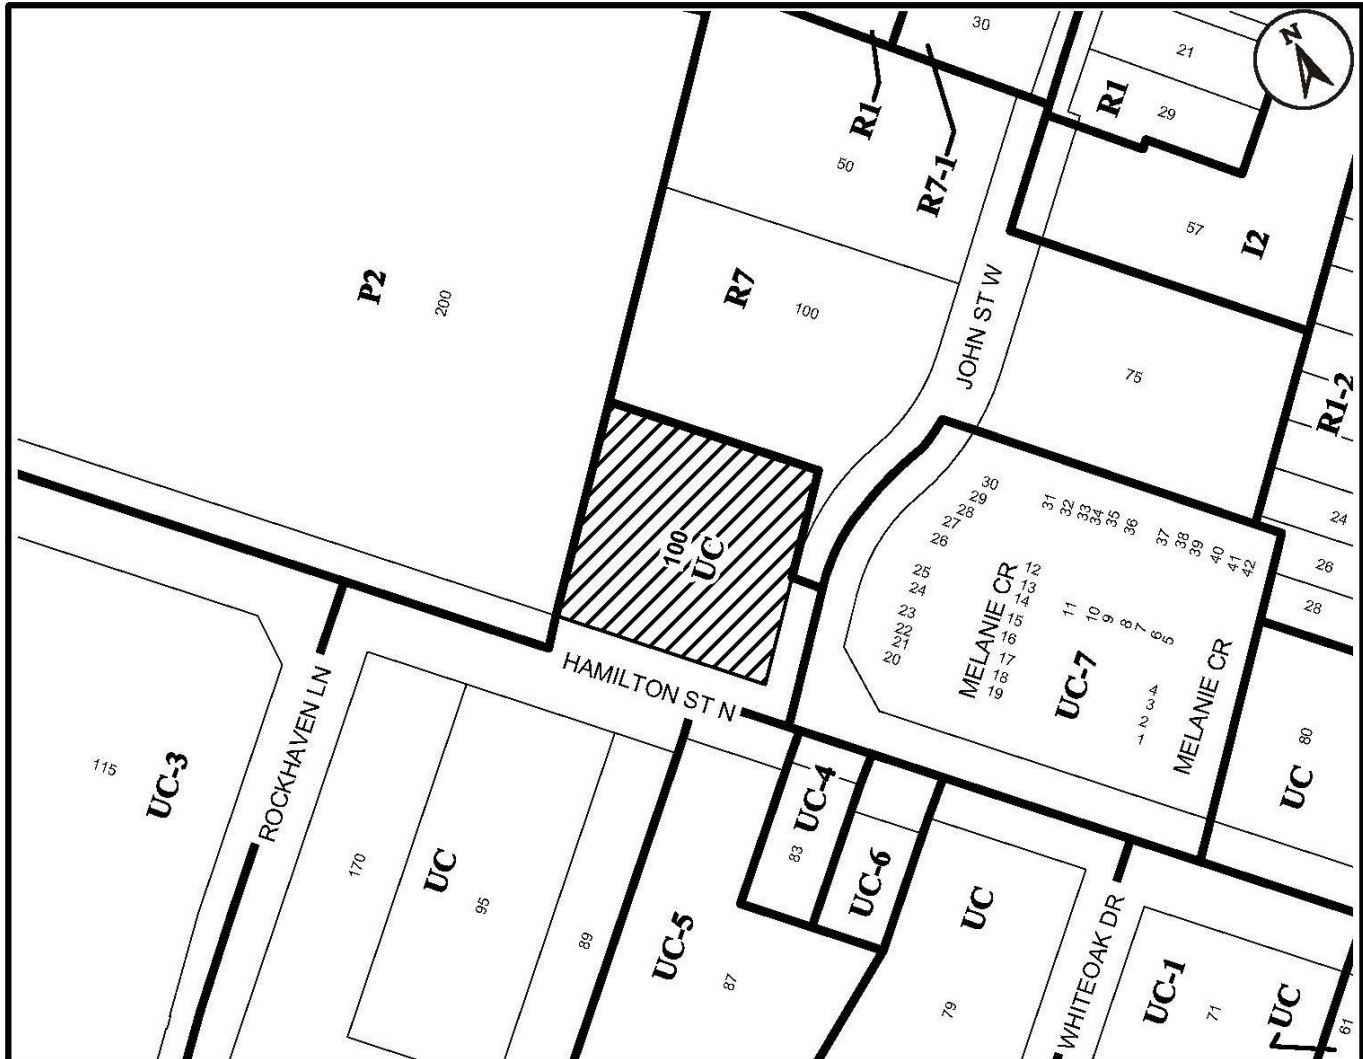 30
N
21
R1
29
R1
50
R7-1
57
I2
P2
200
R7
100
JOHN ST W
75
R1-2
100
UC
30
29
28
27
26
25
24
23
22
21
20
31
32
33
34
35
36
37
38
39
40
41
42
24
26
28
MELANIE CR
12
13
14
15
16
17
18
19
11
10
9
8
7
6
5
UC-7
4
3
2
1
MELANIE CR
80
UC
HAMILTON ST N
ROCKHAVEN LN
115
UC-3
170
UC
95
89
UC-5
87
83
UC-4
UC-6
UC
79
WHITEOAK DR
UC-1
71
UC
61